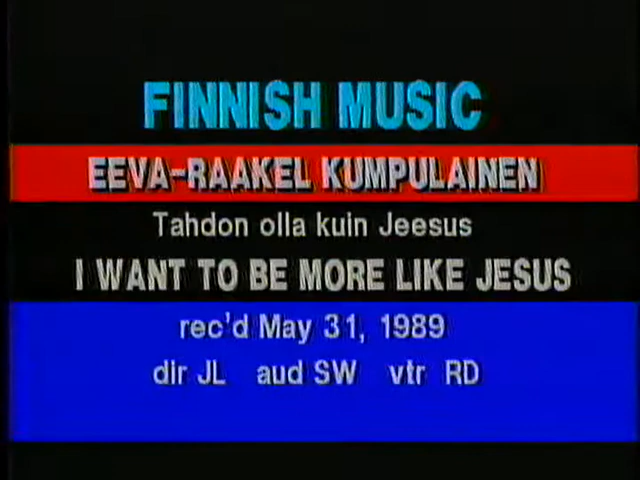 FINNISH MUSIC
EEVA-RAAKEL KUMPULAINEN
Tahdon olla kuin Jeesus
I WANT TO BE MORE LIKE JESUS
rec'd May 31, 1989
dir JL aud SW vtr RD